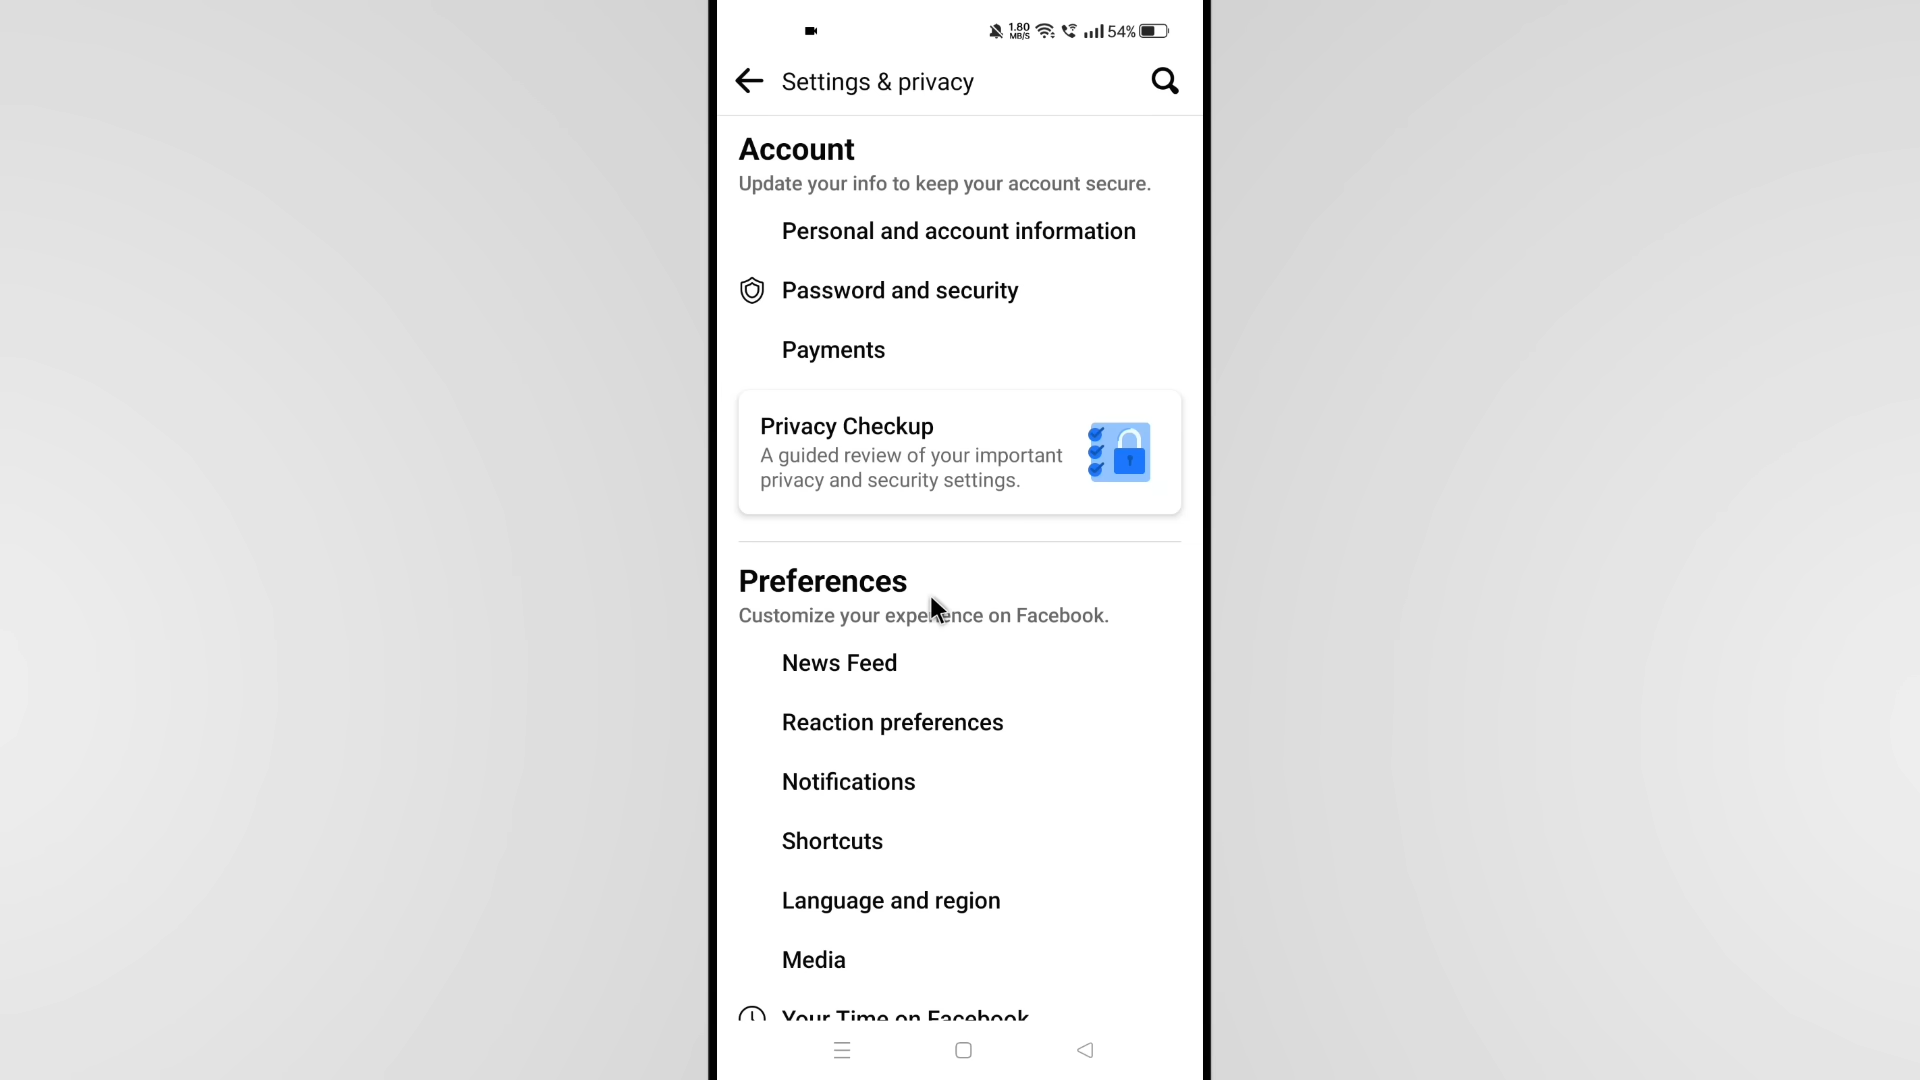 1.80
MB/S
54%
Settings & privacy
Account
Update your info to keep your account secure.
Personal and account information
Password and security
Payments
Privacy Checkup
A guided review of your important
privacy and security settings.
Preferences
Customize your experience on Facebook.
News Feed
Reaction preferences
Notifications
Shortcuts
Language and region
Media
Your Time on Facebook